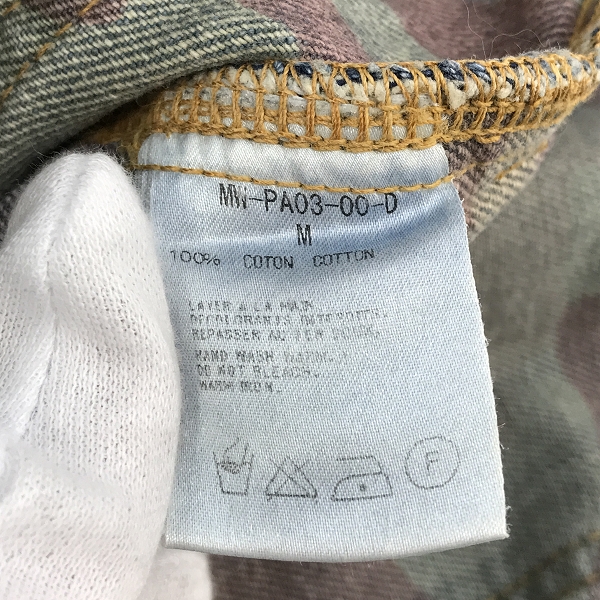 MW-PA03-00-D
M
100% COTON COTTON
LAVER A LA MAIN
DECOLORANTS INTERDITS.
REPASSER AU FER DOUX.
HAND WASH WARM.
DO NOT BLEACH.
WARM IRON.
F